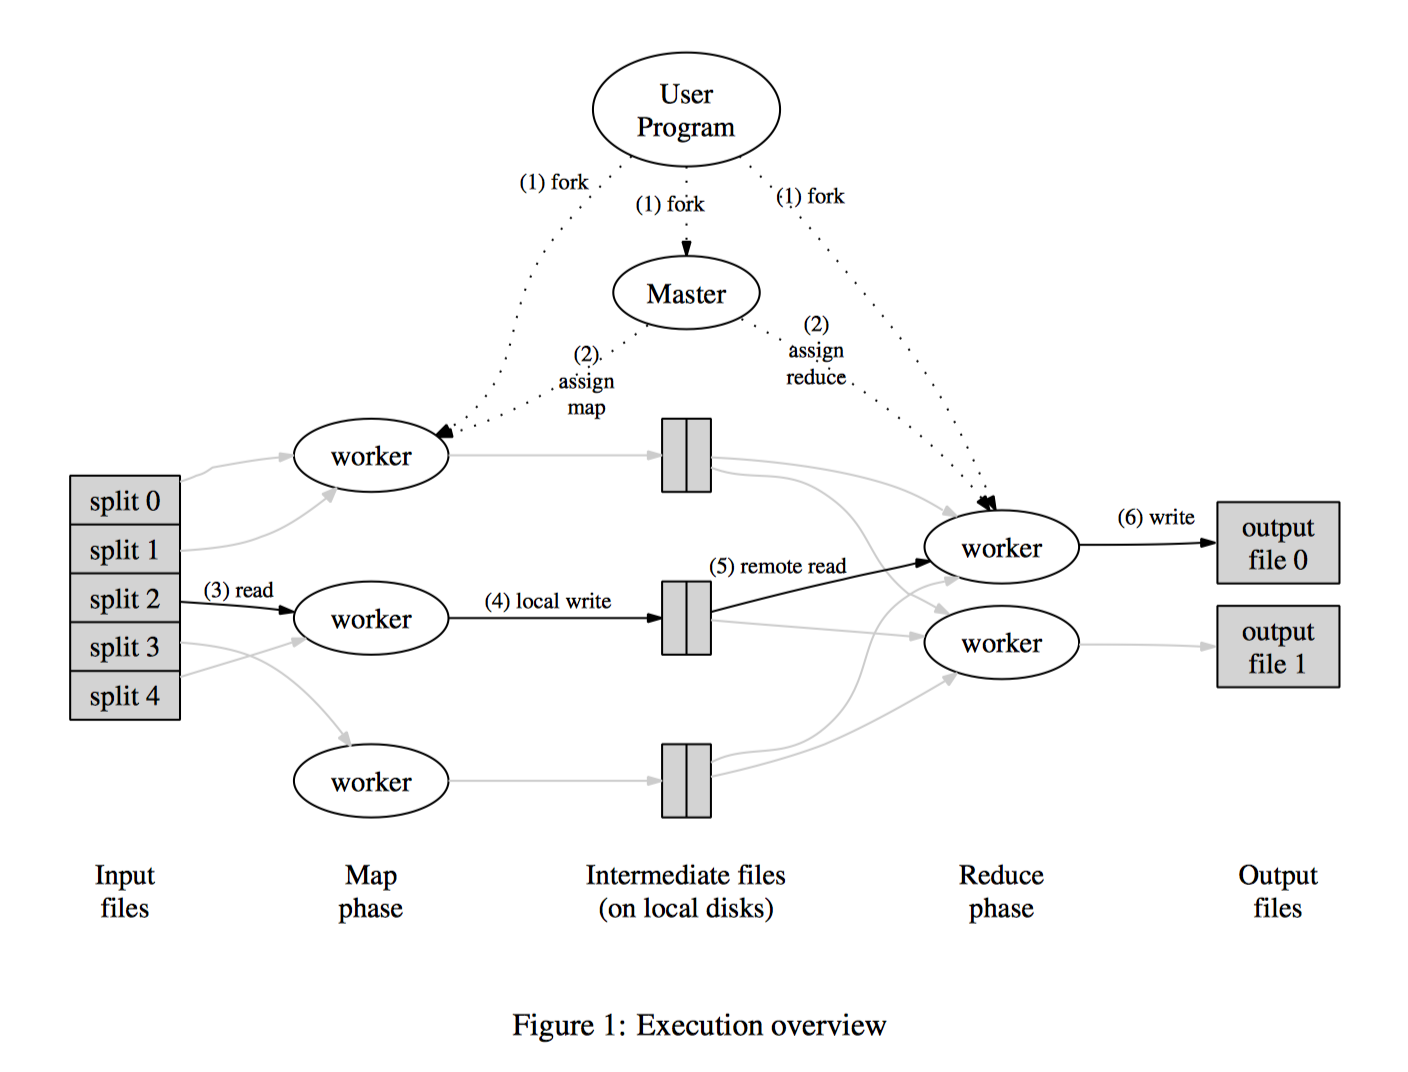 User
Program
(1) fork
(1) fork
(1) fork
Master
(2)
assign
map
(2)
assign
reduce
worker
split 0
split 1
split 2
split 3
split 4
(3) read
worker
(4) local write
worker
(5) remote read
worker
worker
(6) write
output
file 0
output
file 1
Input
files
Map
phase
Intermediate files
(on local disks)
Reduce
phase
Output
files
Figure 1: Execution overview